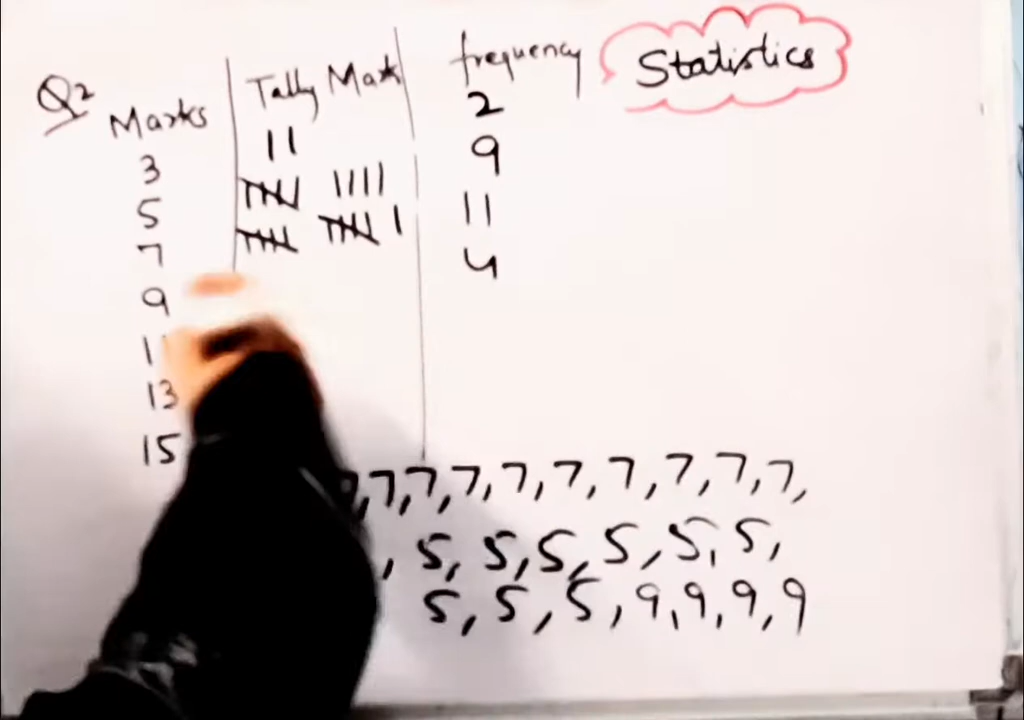 Q2 Marks Tally Mark frequency Statistics
3 || 2
5 |||| |||| 9
7 |||| |||| | 11
9 4
13
15
7, 7, 7, 7, 7, 7, 7, 7, 7,
, 5, 5, 5, 5, 5, 5,
5, 5, 5, 9, 9, 9, 9